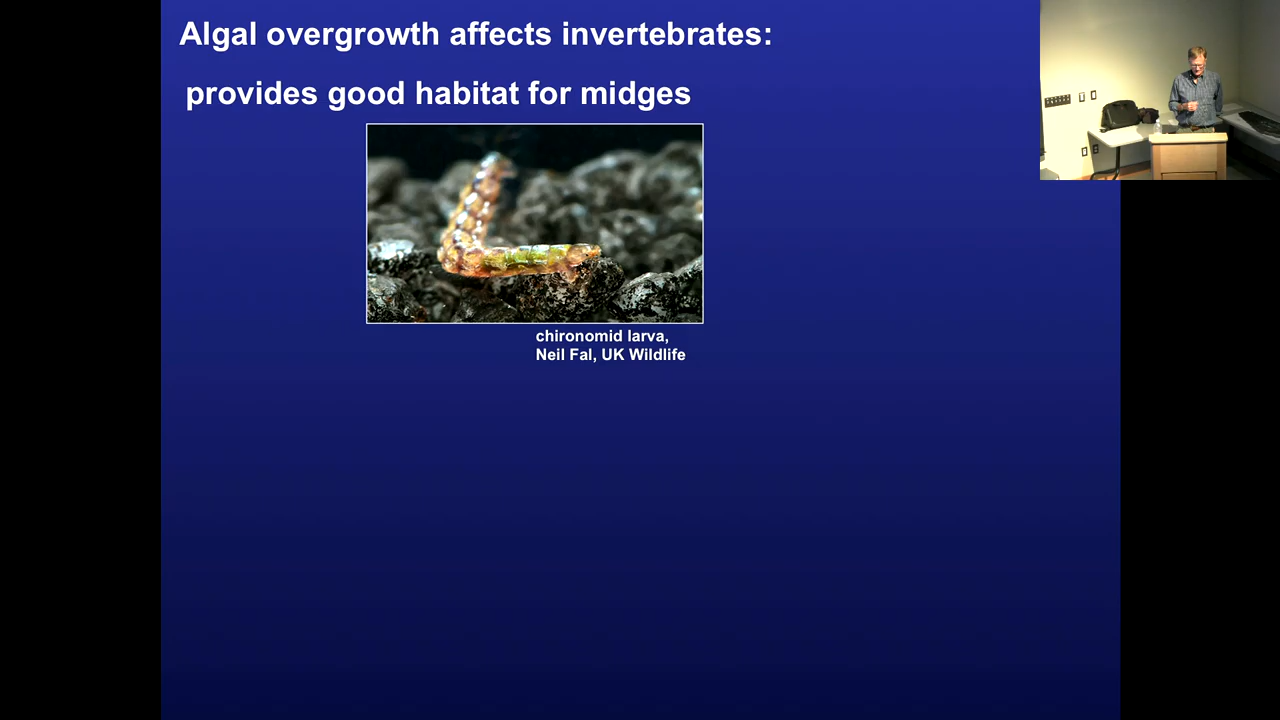 Algal overgrowth affects invertebrates:
provides good habitat for midges
chironomid larva,
Neil Fal, UK Wildlife